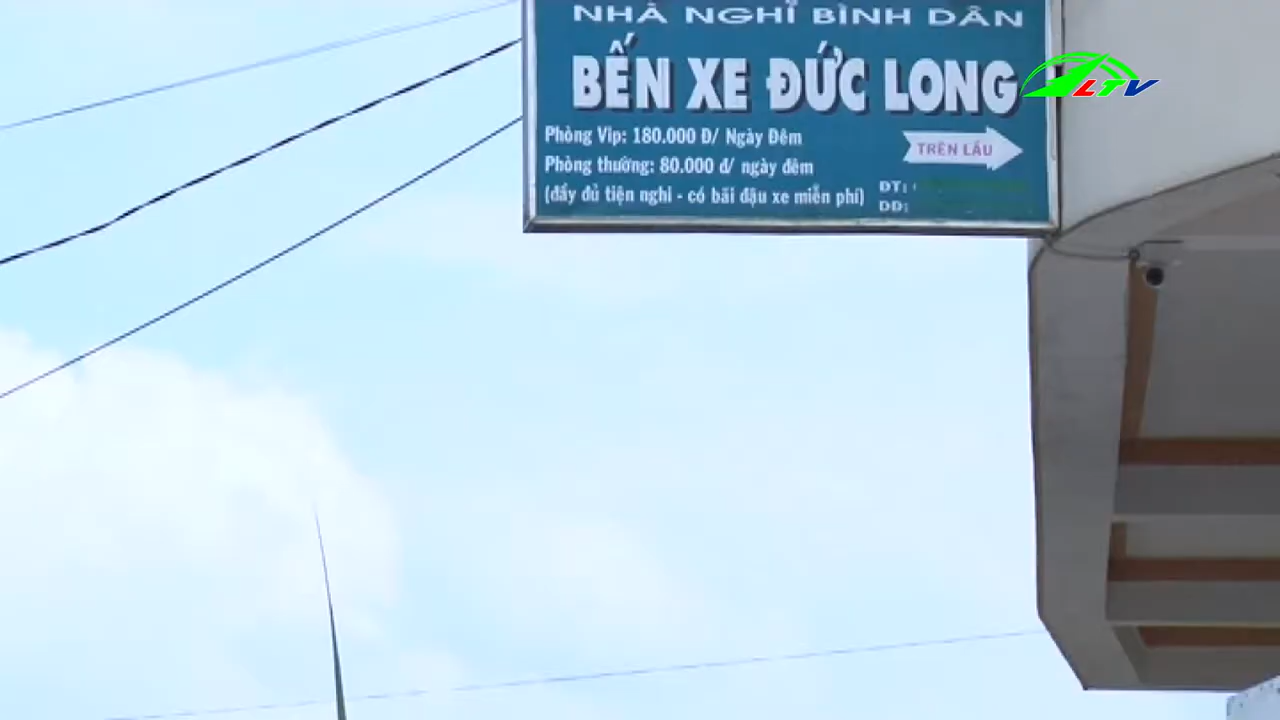 NHÀ NGHỈ BÌNH DÂN
BẾN XE ĐỨC LONG
LTV
Phòng Vip: 180.000 Đ/ Ngày Đêm
TRÊN LẦU
Phòng thường: 80.000 đ/ ngày đêm
(đầy đủ tiện nghi - có bãi đậu xe miễn phí)
ĐT:
DĐ: